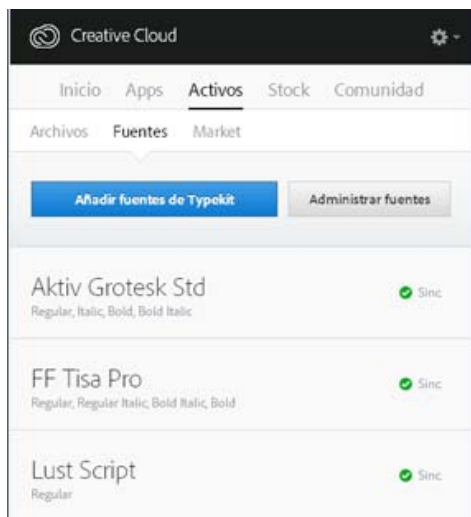 Creative Cloud
Inicio Apps Activos Stock Comunidad
Archivos Fuentes Market
Añadir fuentes de Typekit Administrar fuentes
Aktiv Grotesk Std Sinc
Regular, Italic, Bold, Bold Italic
FF Tisa Pro Sinc
Regular, Regular Italic, Bold Italic, Bold
Lust Script Sinc
Regular